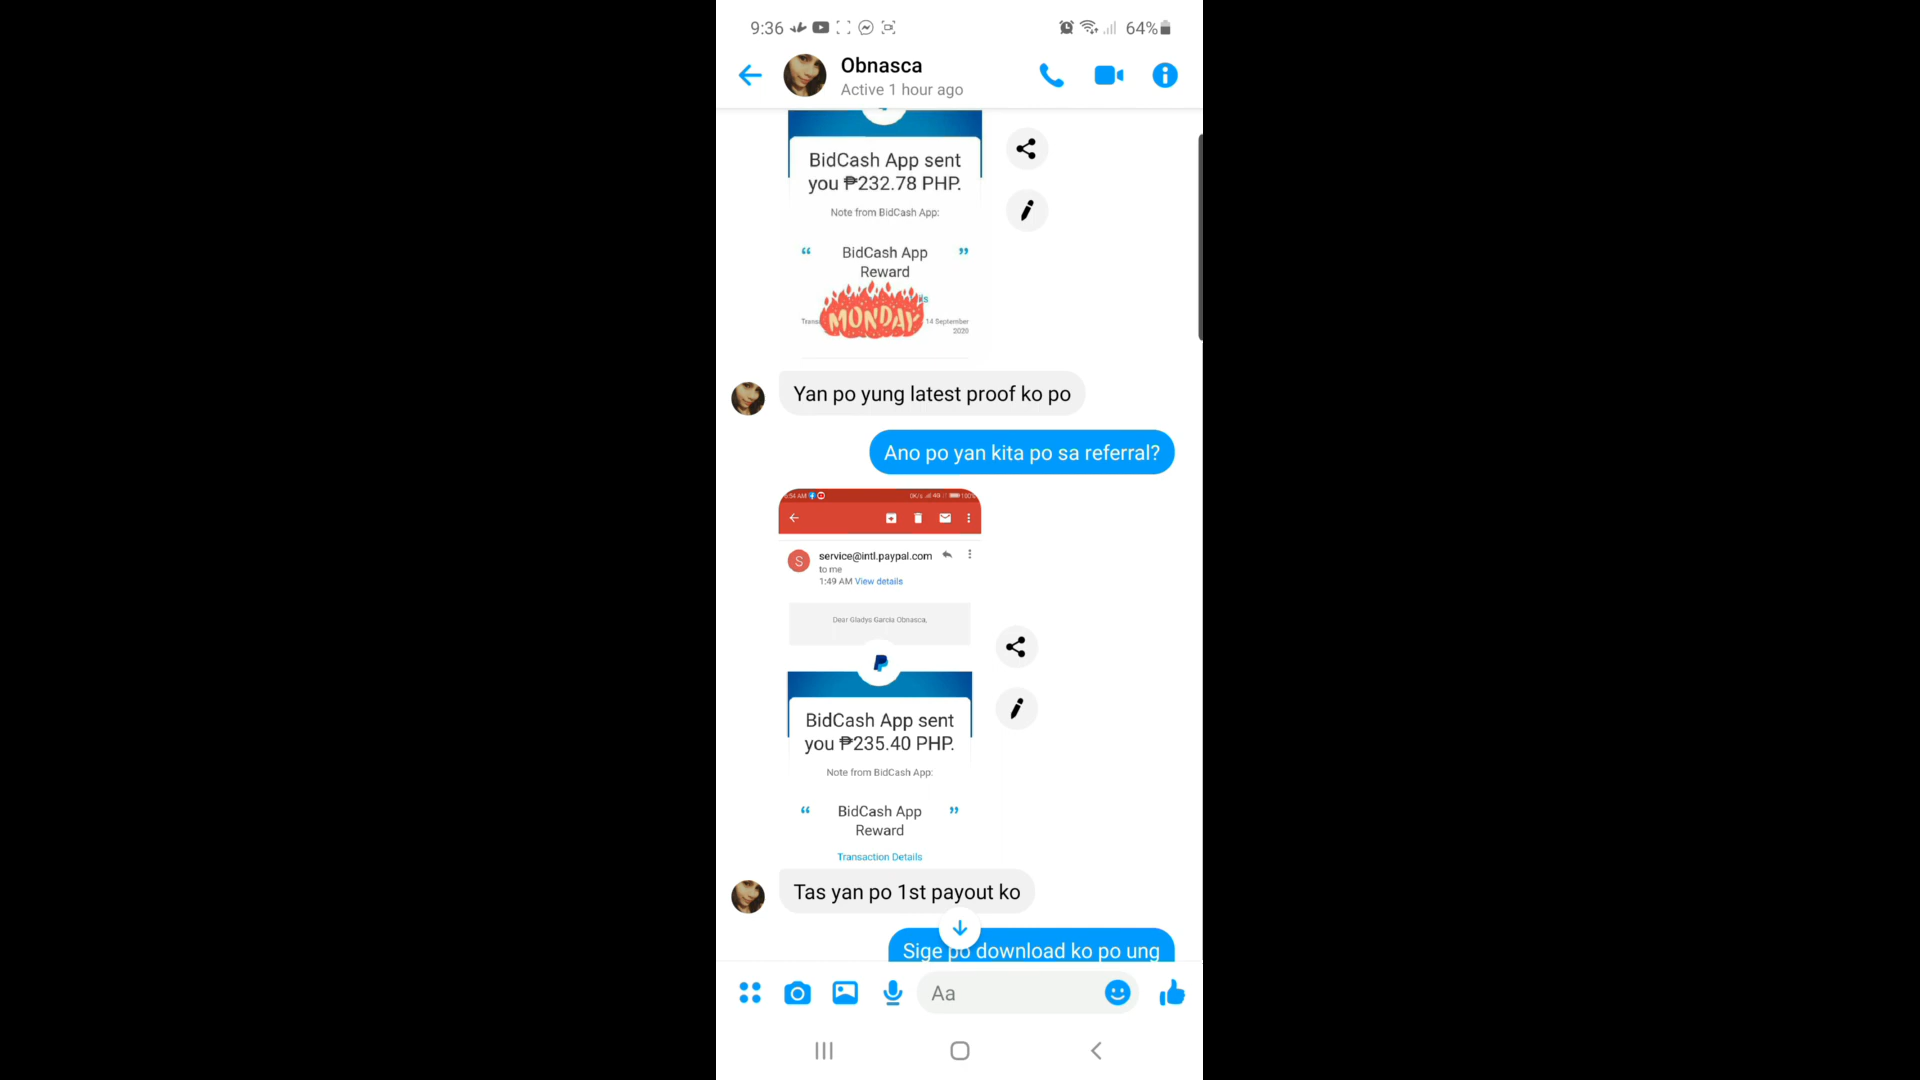 9:36
64%
Obnasca
Active 1 hour ago
BidCash App sent
you ₱232.78 PHP.
Note from BidCash App:
“ BidCash App ”
Reward
MONDAY
14 September
2020
Yan po yung latest proof ko po
Ano po yan kita po sa referral?
6:54 AM
100%
S
service@intl.paypal.com
to me
1:49 AM View details
Dear Gladys Garcia Obnasca,
BidCash App sent
you ₱235.40 PHP.
Note from BidCash App:
“ BidCash App ”
Reward
Transaction Details
Tas yan po 1st payout ko
Sige po download ko po ung
Aa